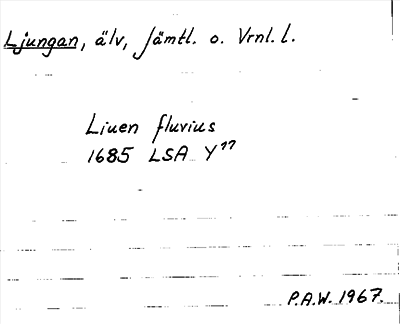 Ljungan, älv, Jämtl. o. Vrnl. l.
Liuen fluvius
1685 LSA Y¹⁷
P.A.W. 1967.